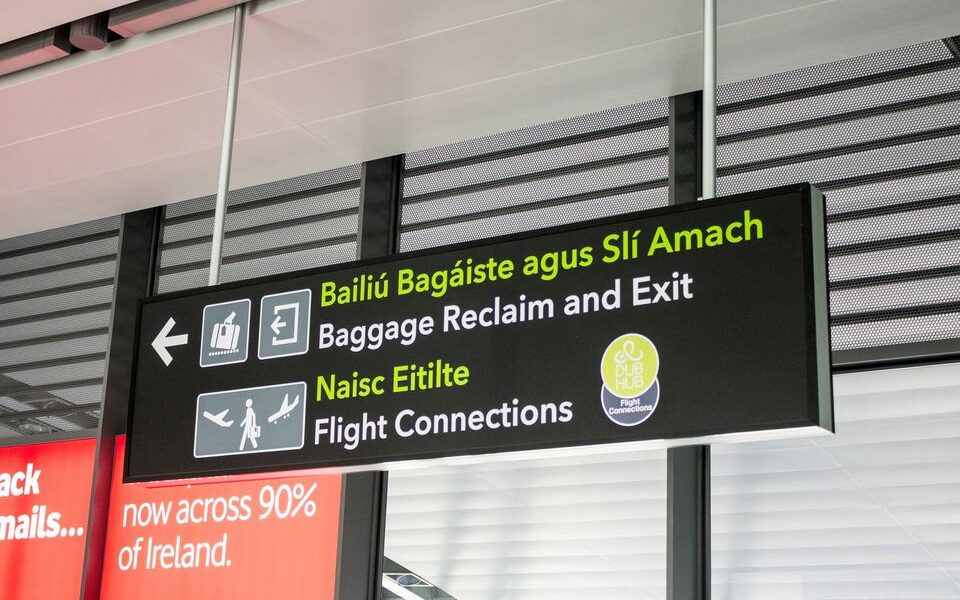 Bailiú Bagáiste agus Slí Amach
Baggage Reclaim and Exit
Naisc Eitilte
Flight Connections
DUB
HUB
Flight
Connections
ack
mails...
now across 90%
of Ireland.